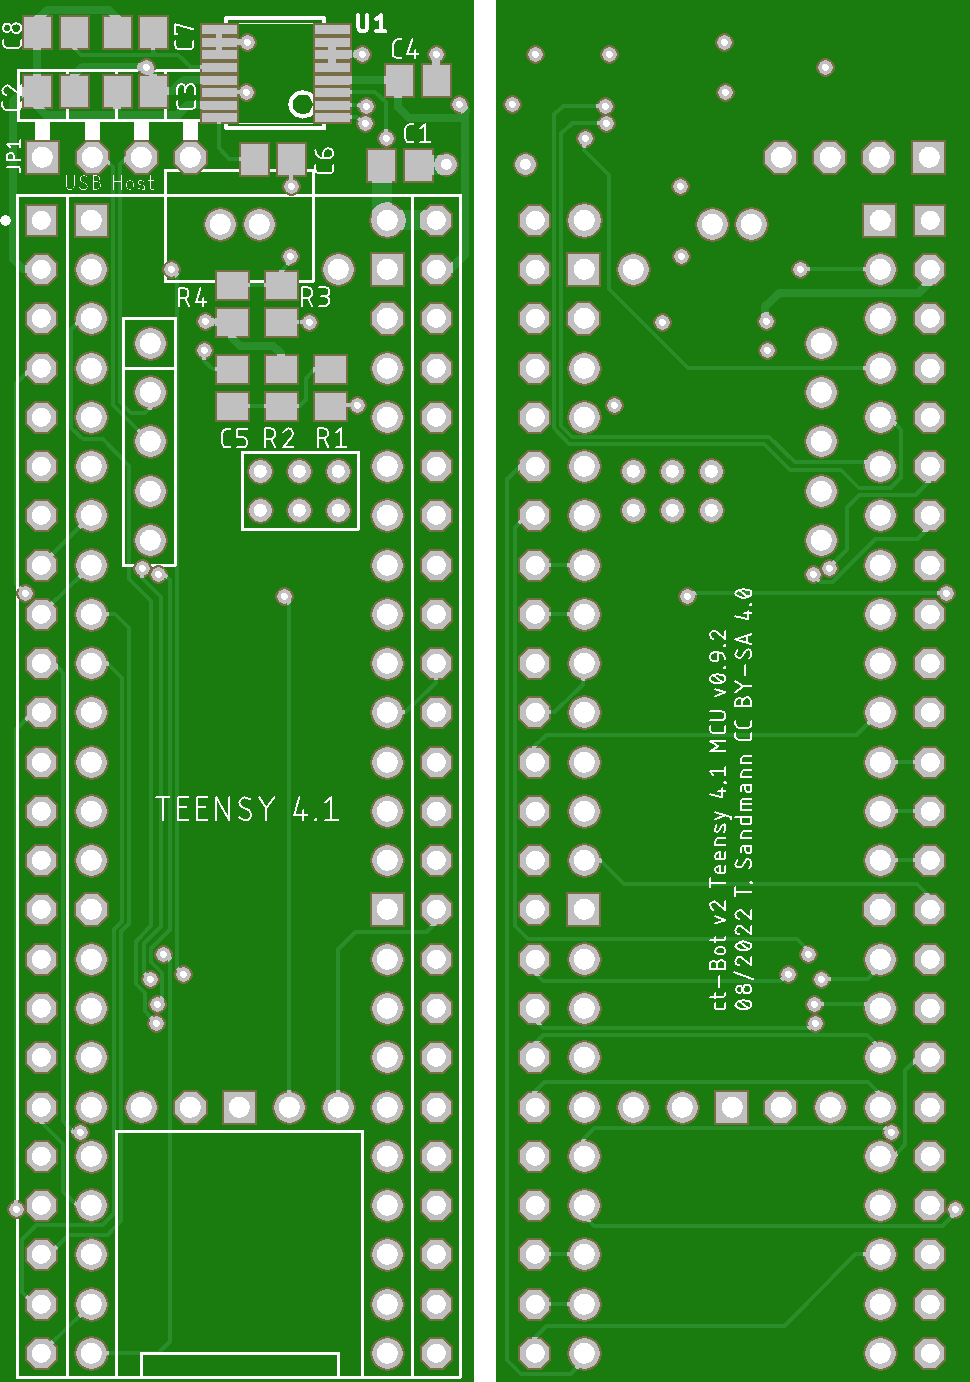 C8
C7
U1
C4
C2
C3
C1
JP1
C6
USB Host
R4
R3
C5 R2 R1
TEENSY 4.1
ct-Bot v2 Teensy 4.1 MCU v0.9.2
08/2022 T. Sandmann CC BY-SA 4.0